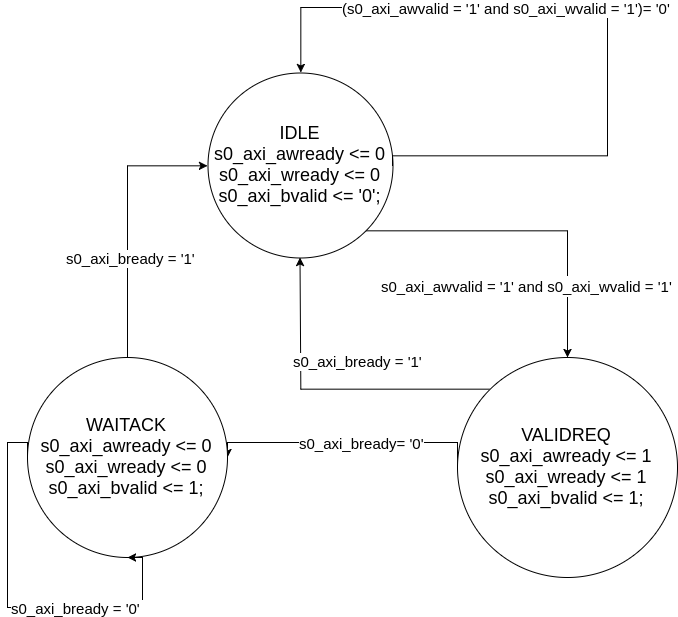 (s0_axi_awvalid = '1' and s0_axi_wvalid = '1')= '0'
IDLE
s0_axi_awready <= 0
s0_axi_wready <= 0
s0_axi_bvalid <= '0';
s0_axi_bready = '1'
s0_axi_awvalid = '1' and s0_axi_wvalid = '1'
s0_axi_bready = '1'
WAITACK
s0_axi_awready <= 0
s0_axi_wready <= 0
s0_axi_bvalid <= 1;
s0_axi_bready= '0'
VALIDREQ
s0_axi_awready <= 1
s0_axi_wready <= 1
s0_axi_bvalid <= 1;
s0_axi_bready = '0'